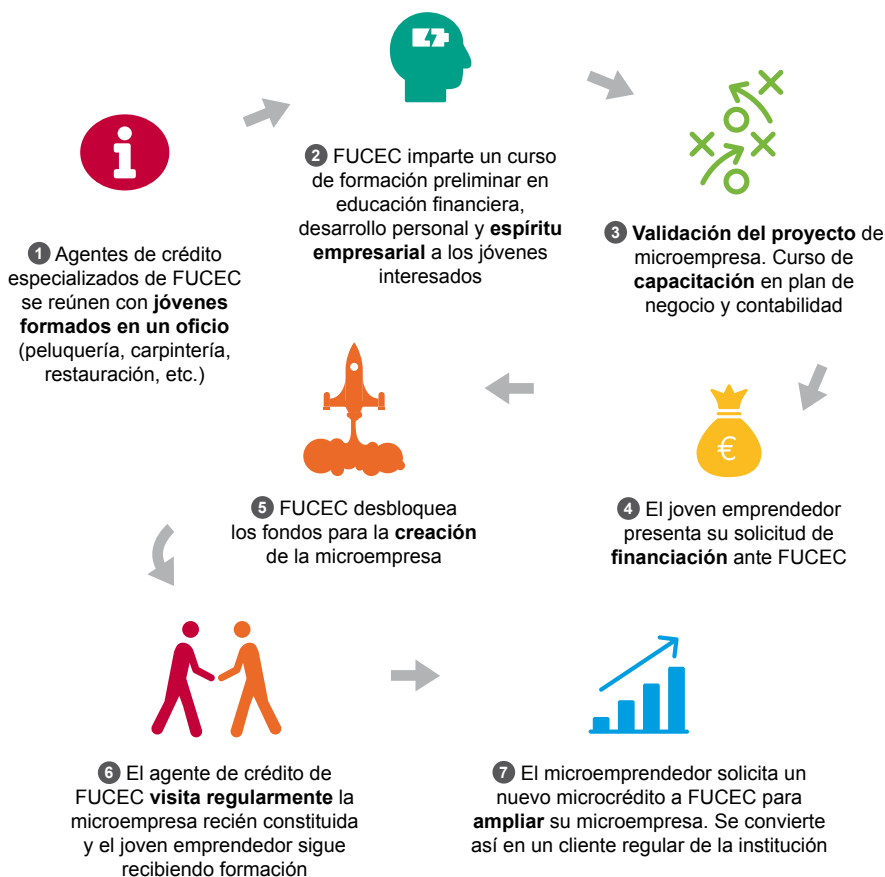 1 Agentes de crédito
especializados de FUCEC
se reúnen con jóvenes
formados en un oficio
(peluquería, carpintería,
restauración, etc.)
2 FUCEC imparte un curso
de formación preliminar en
educación financiera,
desarrollo personal y espíritu
empresarial a los jóvenes
interesados
3 Validación del proyecto de
microempresa. Curso de
capacitación en plan de
negocio y contabilidad
€
4 El joven emprendedor
presenta su solicitud de
financiación ante FUCEC
5 FUCEC desbloquea
los fondos para la creación
de la microempresa
6 El agente de crédito de
FUCEC visita regularmente la
microempresa recién constituida
y el joven emprendedor sigue
recibiendo formación
7 El microemprendedor solicita un
nuevo microcrédito a FUCEC para
ampliar su microempresa. Se convierte
así en un cliente regular de la institución